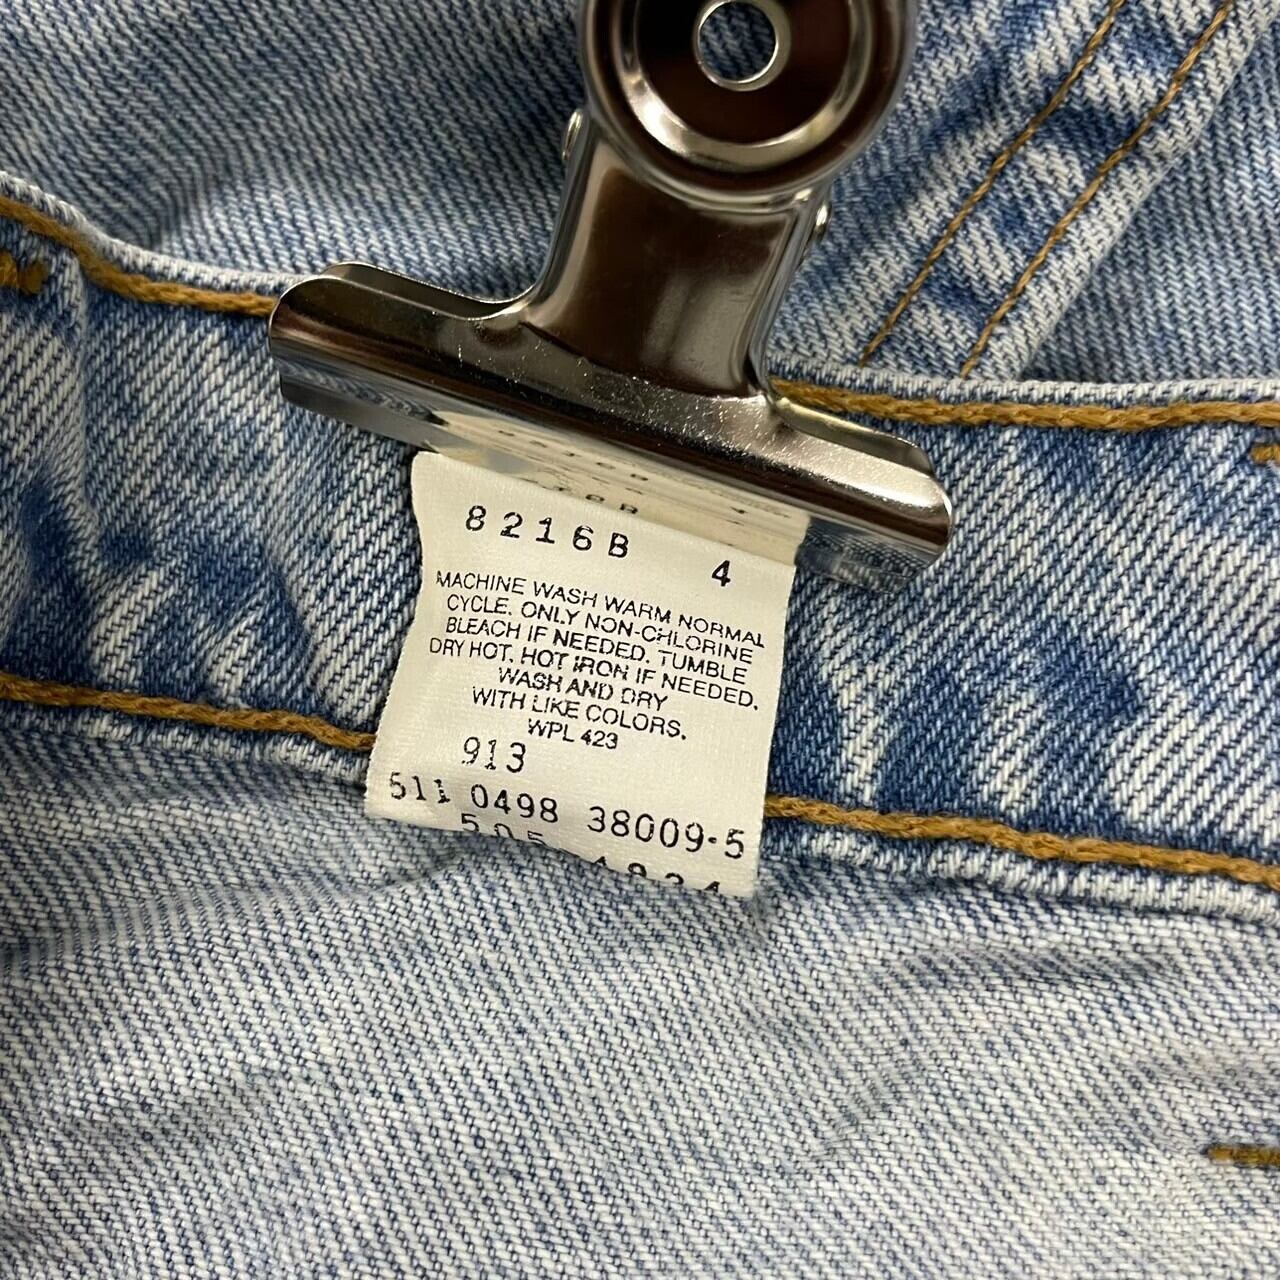 8216B 4
MACHINE WASH WARM NORMAL
CYCLE. ONLY NON-CHLORINE
BLEACH IF NEEDED. TUMBLE
DRY HOT. HOT IRON IF NEEDED.
WASH AND DRY
WITH LIKE COLORS.
WPL 423
913
511 0498 38009-5
505